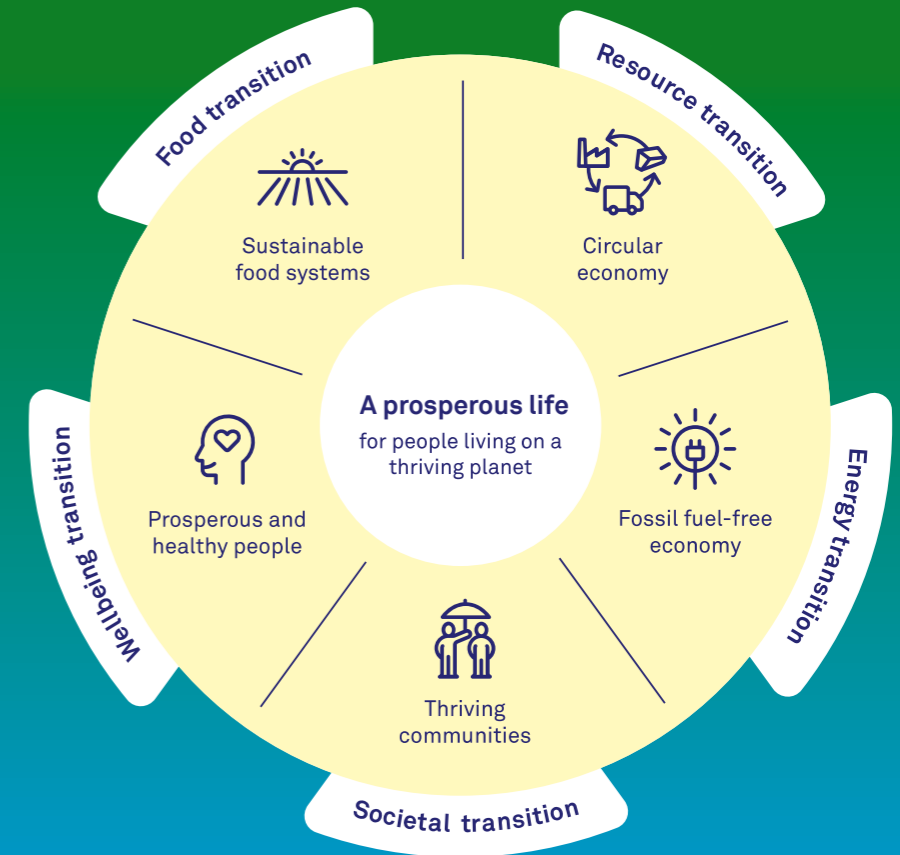 Food transition
Resource transition
Sustainable
food systems
Circular
economy
A prosperous life
for people living on a
thriving planet
Wellbeing transition
Prosperous and
healthy people
Fossil fuel-free
economy
Energy transition
Thriving
communities
Societal transition